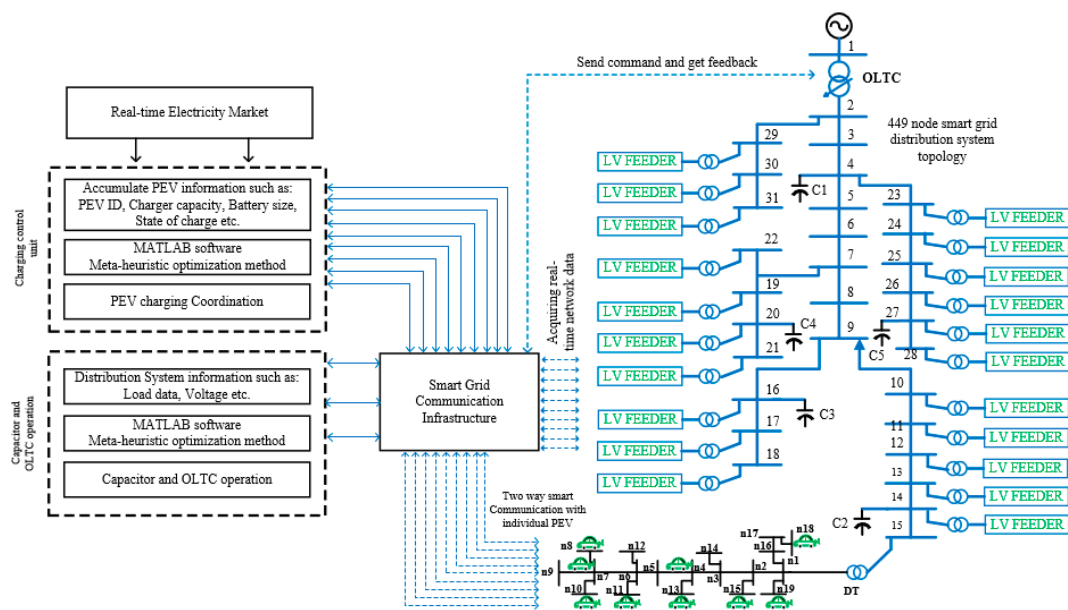 Real-time Electricity Market
Charging control
unit
Accumulate PEV information such as:
PEV ID, Charger capacity, Battery size,
State of charge etc.
MATLAB software
Meta-heuristic optimization method
PEV charging Coordination
Capacitor and
OLTC operation
Distribution System information such as:
Load data, Voltage etc.
MATLAB software
Meta-heuristic optimization method
Capacitor and OLTC operation
Smart Grid
Communication
Infrastructure
Send command and get feedback
Acquiring real-
time network data
Two way smart
Communication with
individual PEV
1
OLTC
2
3
449 node smart grid
distribution system
topology
4
C1
5
6
7
8
9
29
LV FEEDER
30
LV FEEDER
31
LV FEEDER
22
LV FEEDER
19
LV FEEDER
20
C4
LV FEEDER
21
LV FEEDER
16
C3
LV FEEDER
17
LV FEEDER
18
LV FEEDER
23
LV FEEDER
24
LV FEEDER
25
LV FEEDER
26
LV FEEDER
27
C5
LV FEEDER
28
LV FEEDER
10
LV FEEDER
11
12
LV FEEDER
13
LV FEEDER
14
LV FEEDER
C2
15
LV FEEDER
DT
n17
n18
n8
n12
n14
n16
n1
n9
n7
n6
n5
n4
n3
n2
n10
n11
n13
n15
n19